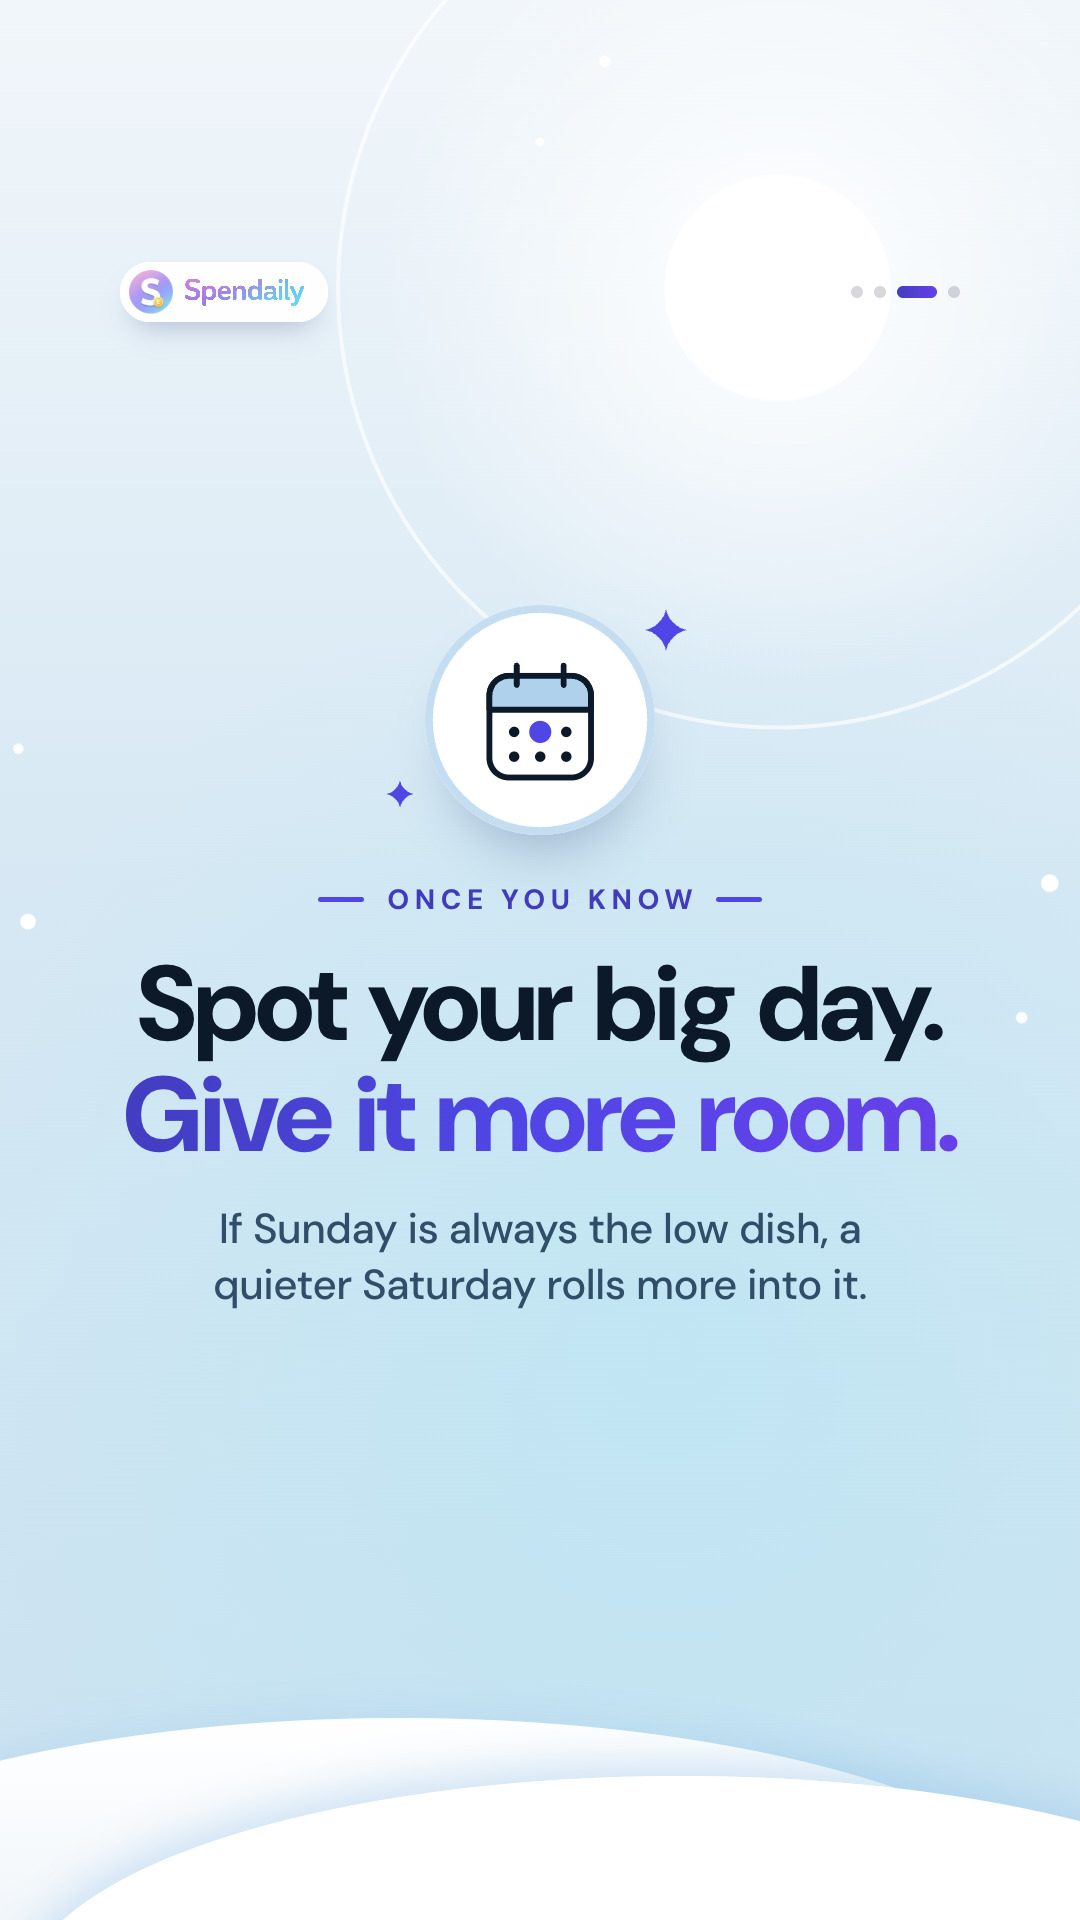 Spendaily
ONCE YOU KNOW
Spot your big day.
Give it more room.
If Sunday is always the low dish, a
quieter Saturday rolls more into it.